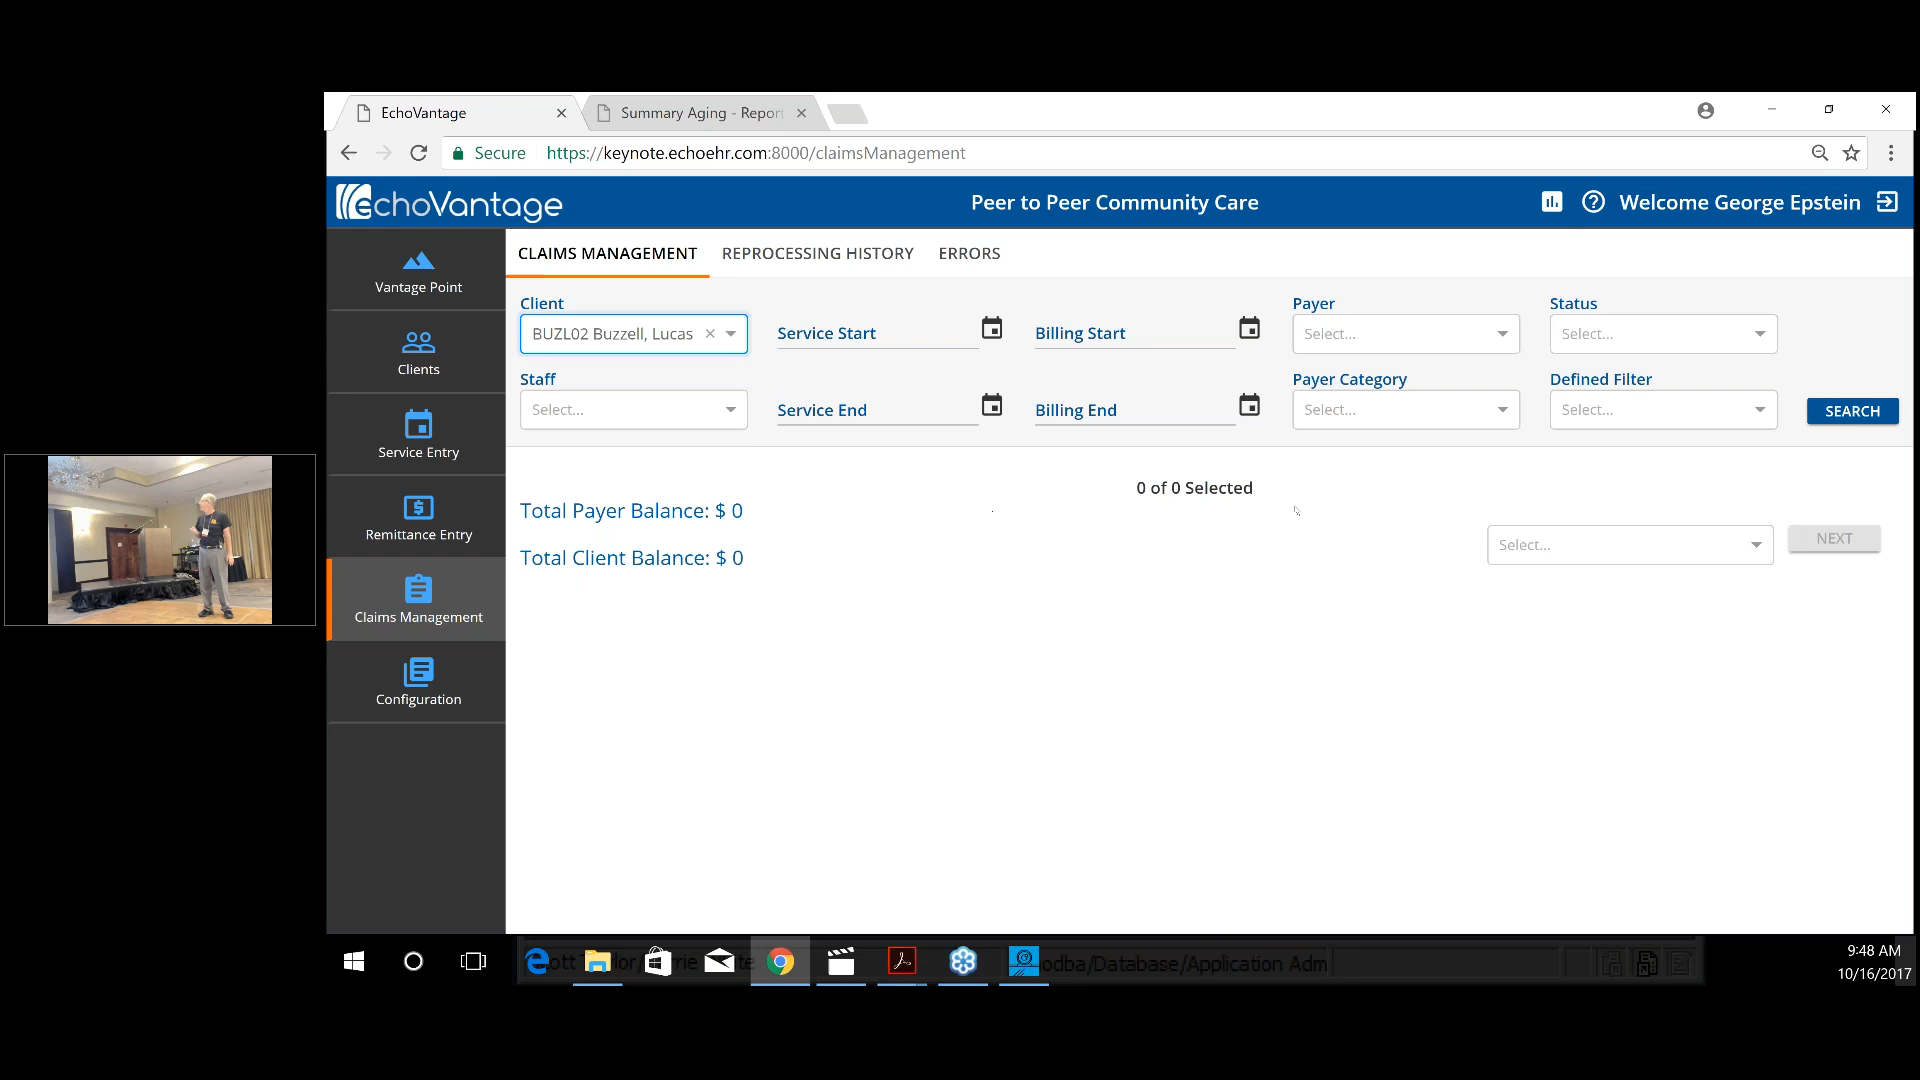 EchoVantage
Summary Aging - Report
Secure
https://keynote.echoehr.com:8000/claimsManagement
echoVantage
Peer to Peer Community Care
Welcome George Epstein
Vantage Point
Clients
Service Entry
Remittance Entry
Claims Management
Configuration
CLAIMS MANAGEMENT REPROCESSING HISTORY ERRORS
Client
BUZL02 Buzzell, Lucas
Service Start
Billing Start
Payer
Select...
Status
Select...
Staff
Select...
Service End
Billing End
Payer Category
Select...
Defined Filter
Select...
SEARCH
0 of 0 Selected
Total Payer Balance: $ 0
Total Client Balance: $ 0
Select...
NEXT
odba/Database/Application Adm
9:48 AM
10/16/2017